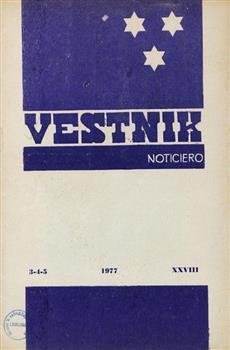 VESTNIK
NOTICIERO
3-4-5 1977 XXVIII